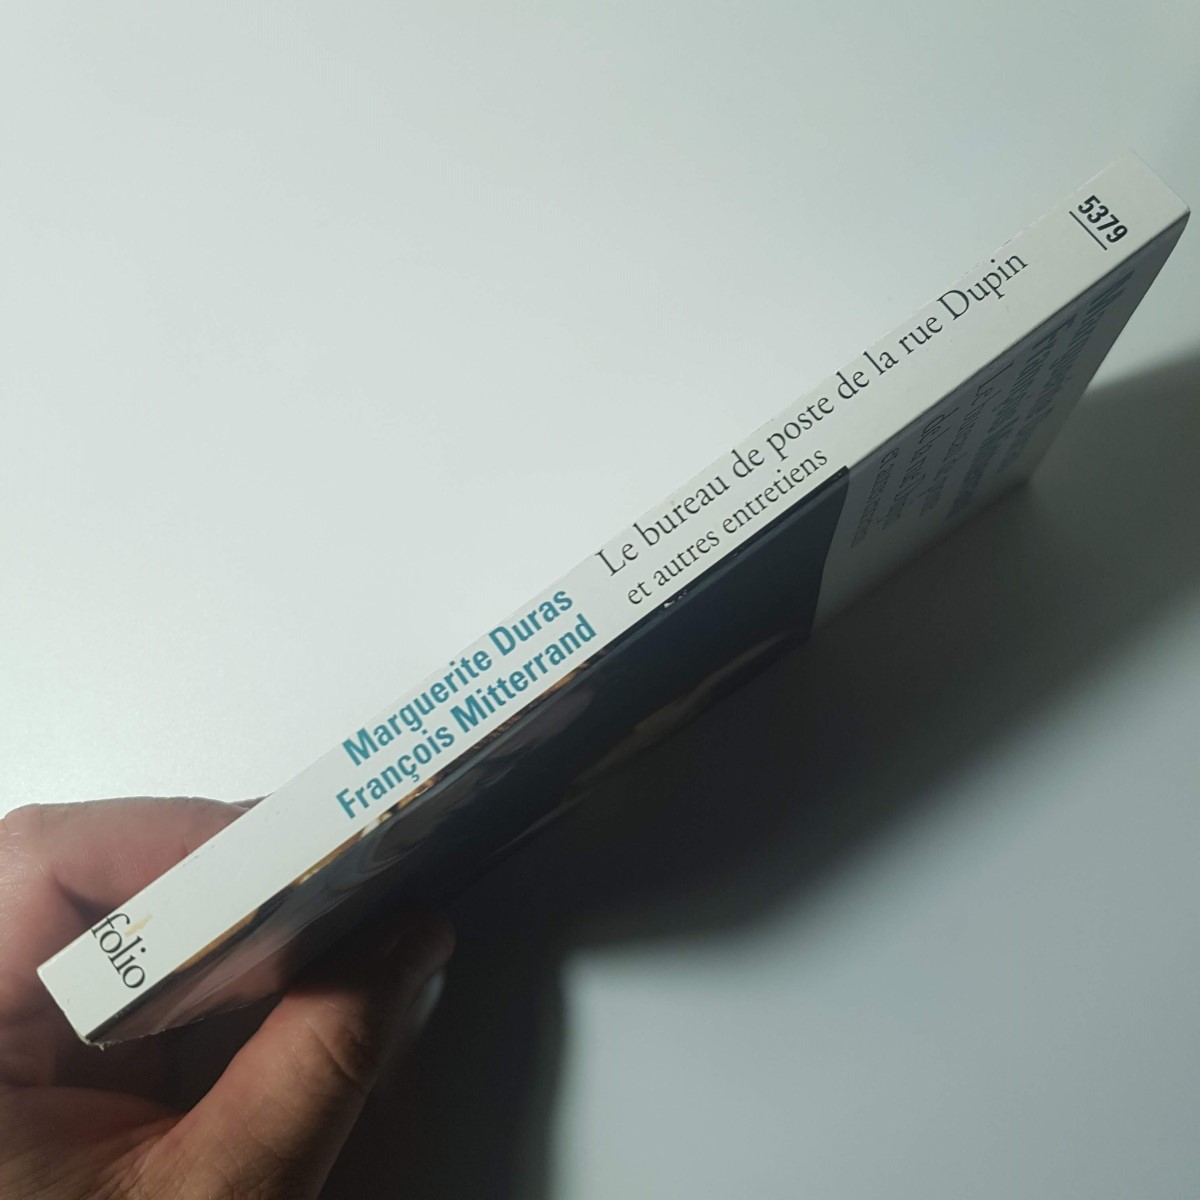 5379
Le bureau de poste de la rue Dupin
et autres entretiens
Marguerite Duras
François Mitterrand
folio